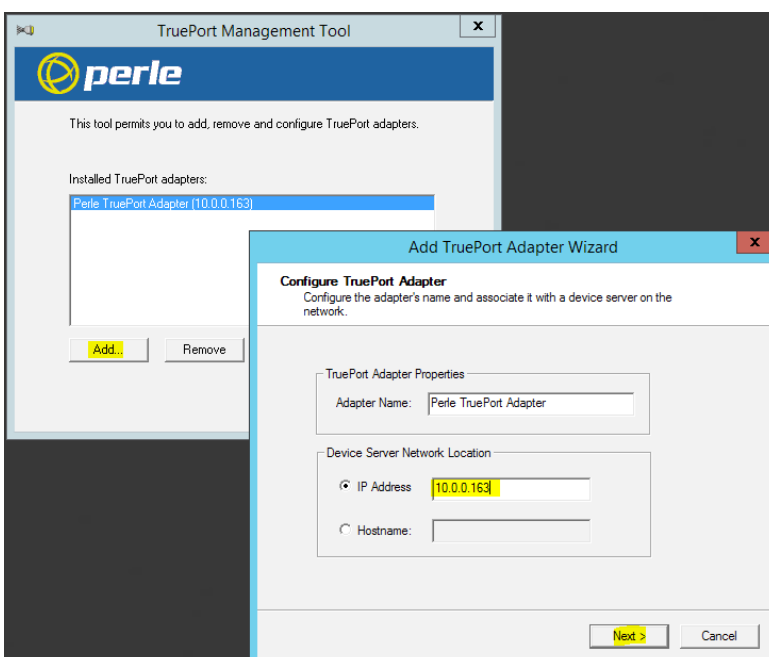 TruePort Management Tool
x
perle
This tool permits you to add, remove and configure TruePort adapters.
Installed TruePort adapters:
Perle TruePort Adapter (10.0.0.163)
Add...
Remove
Add TruePort Adapter Wizard
x
Configure TruePort Adapter
Configure the adapter's name and associate it with a device server on the
network.
TruePort Adapter Properties
Adapter Name:
Perle TruePort Adapter
Device Server Network Location
IP Address
10.0.0.163
Hostname:
Next >
Cancel